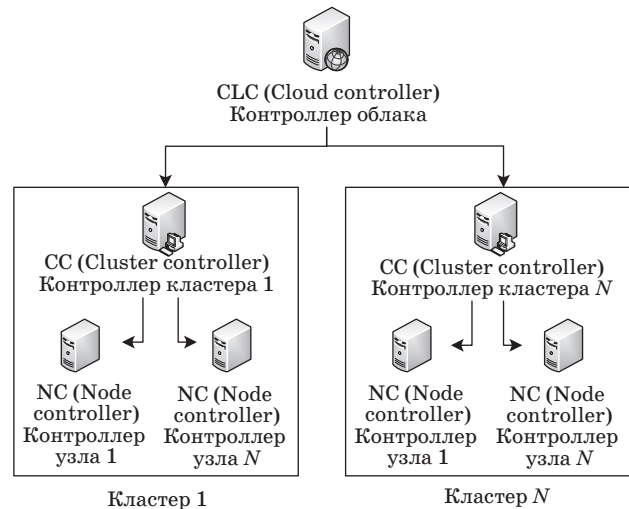 CLC (Cloud controller)
Контроллер облака
CC (Cluster controller)
Контроллер кластера 1
NC (Node
controller)
Контроллер
узла 1
NC (Node
controller)
Контроллер
узла N
Кластер 1
CC (Cluster controller)
Контроллер кластера N
NC (Node
controller)
Контроллер
узла 1
NC (Node
controller)
Контроллер
узла N
Кластер N